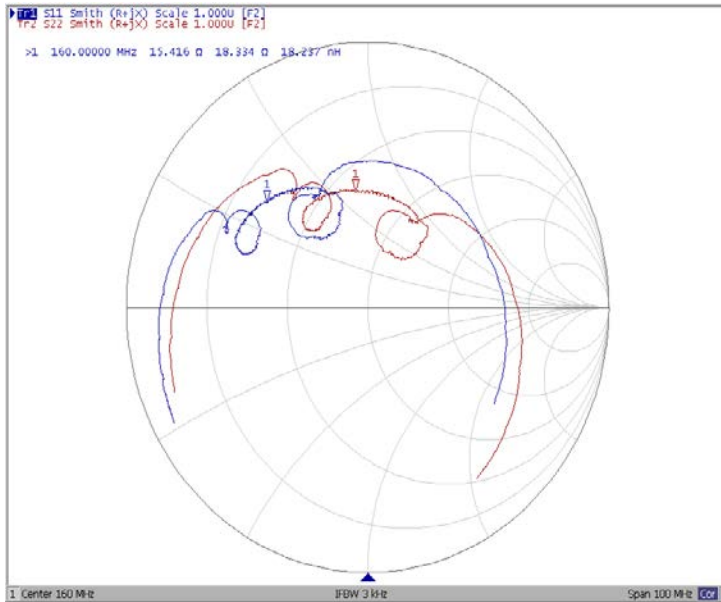 Tr1 S11 Smith (R+jX) Scale 1.000U [F2]
Tr2 S22 Smith (R+jX) Scale 1.000U [F2]
>1 160.00000 MHz 15.416 Ω 18.334 Ω 18.237 nH
1
1
1 Center 160 MHz IFBW 3 kHz Span 100 MHz Cor